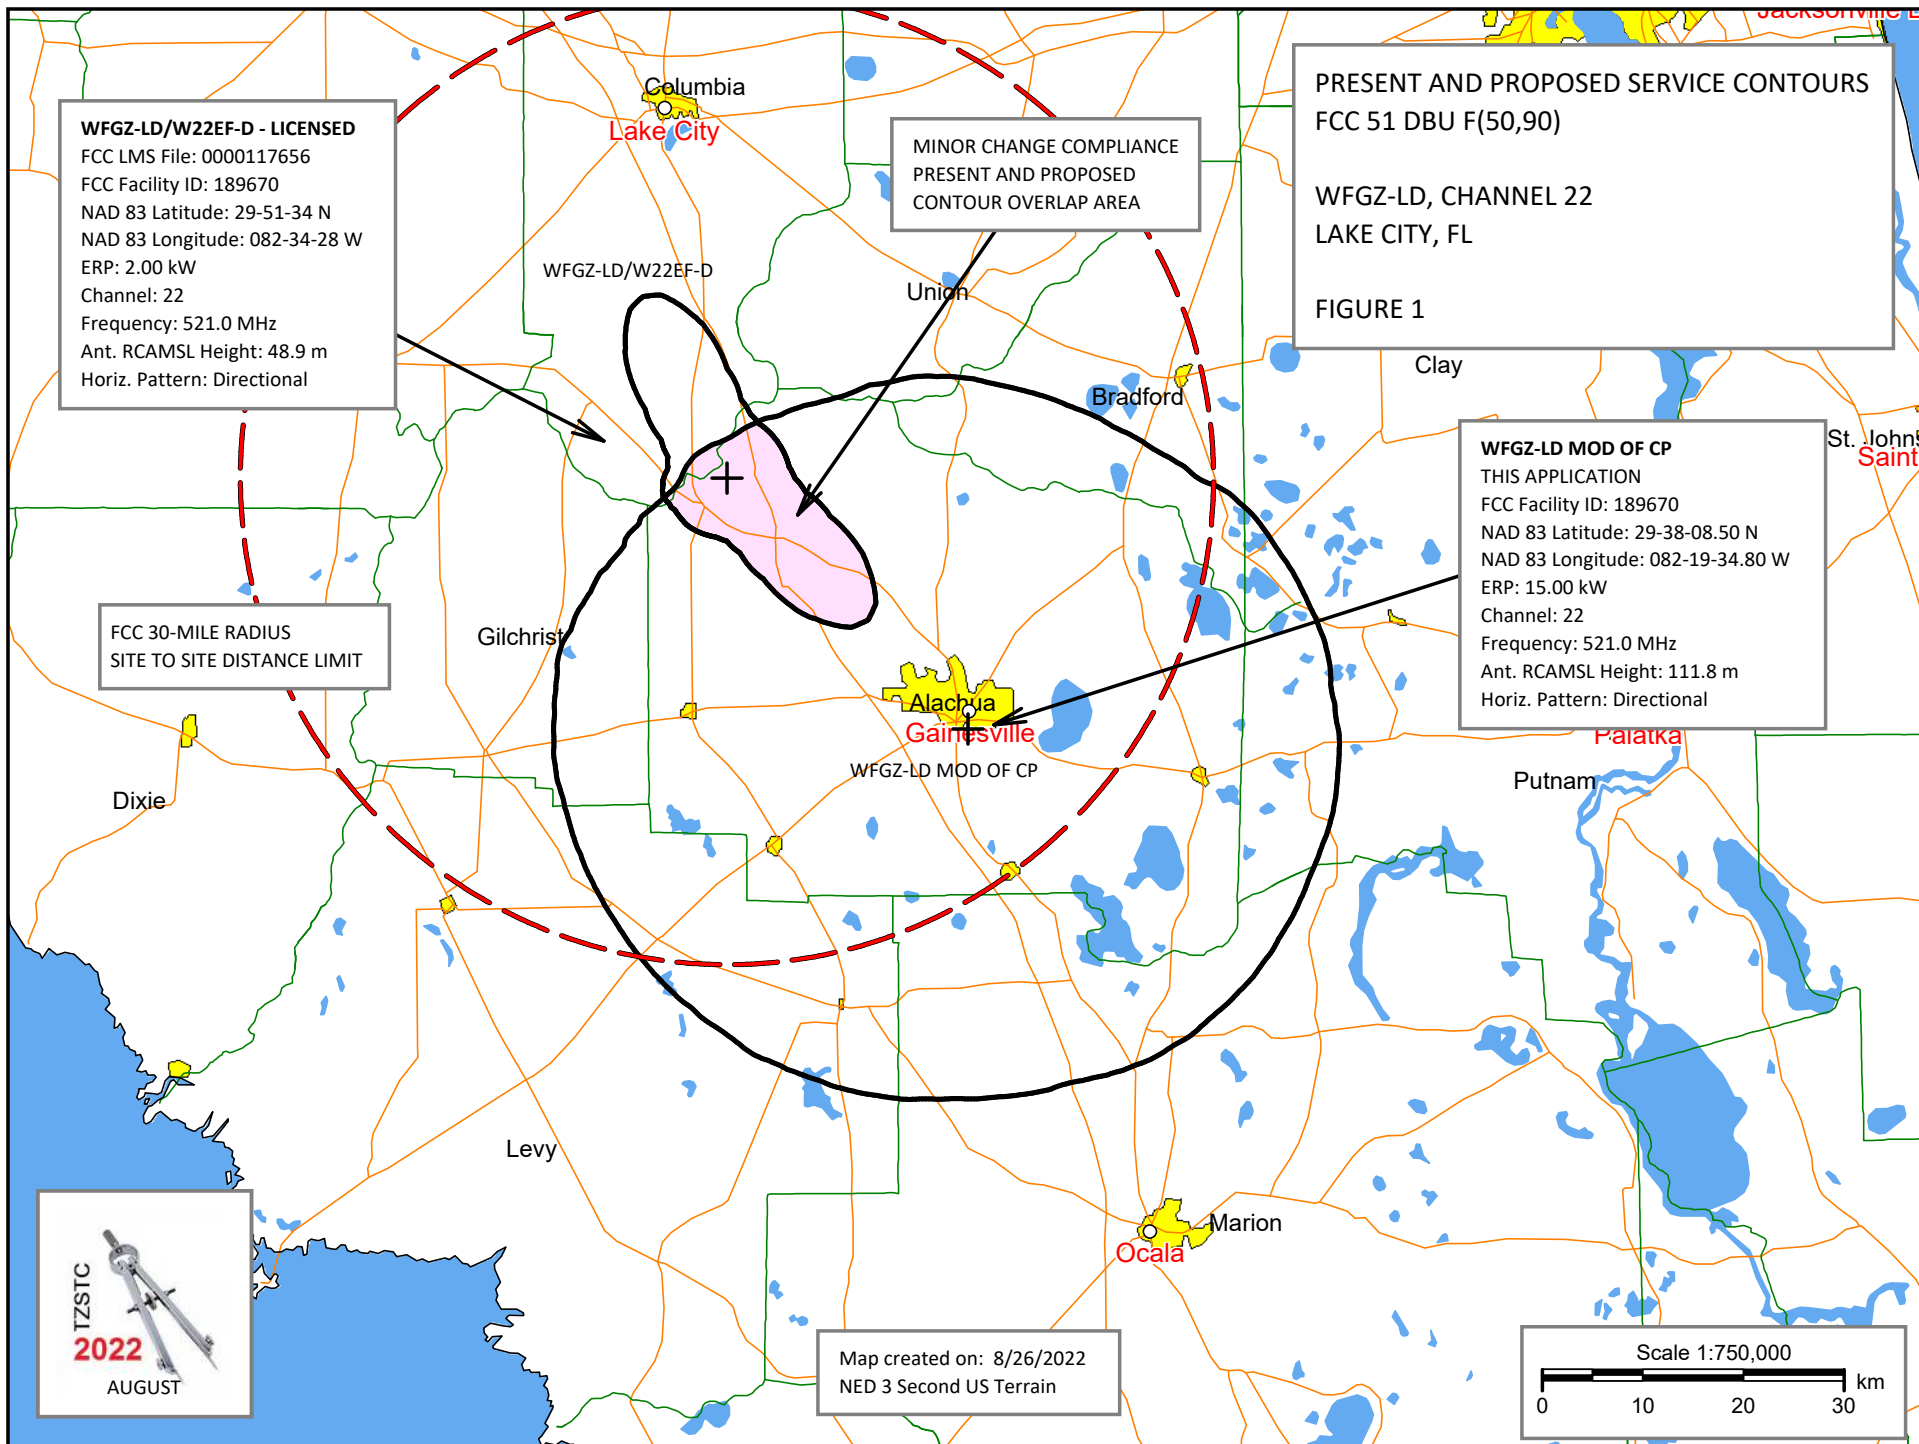 Jacksonville
PRESENT AND PROPOSED SERVICE CONTOURS
FCC 51 DBU F(50,90)
WFGZ-LD, CHANNEL 22
LAKE CITY, FL
FIGURE 1
Columbia
Lake City
WFGZ-LD/W22EF-D - LICENSED
FCC LMS File: 0000117656
FCC Facility ID: 189670
NAD 83 Latitude: 29-51-34 N
NAD 83 Longitude: 082-34-28 W
ERP: 2.00 kW
Channel: 22
Frequency: 521.0 MHz
Ant. RCAMSL Height: 48.9 m
Horiz. Pattern: Directional
MINOR CHANGE COMPLIANCE
PRESENT AND PROPOSED
CONTOUR OVERLAP AREA
WFGZ-LD/W22EF-D
Union
Clay
Bradford
St. Johns
Saint
WFGZ-LD MOD OF CP
THIS APPLICATION
FCC Facility ID: 189670
NAD 83 Latitude: 29-38-08.50 N
NAD 83 Longitude: 082-19-34.80 W
ERP: 15.00 kW
Channel: 22
Frequency: 521.0 MHz
Ant. RCAMSL Height: 111.8 m
Horiz. Pattern: Directional
FCC 30-MILE RADIUS
SITE TO SITE DISTANCE LIMIT
Gilchrist
Alachua
Gainesville
WFGZ-LD MOD OF CP
Palatka
Putnam
Dixie
Levy
Marion
Ocala
TZSTC
2022
AUGUST
Map created on: 8/26/2022
NED 3 Second US Terrain
Scale 1:750,000
km
0 10 20 30